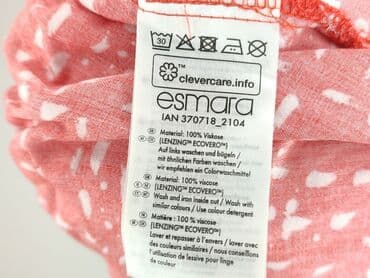 30
clevercare.info
TM
esmara
IAN 370718_2104
Material: 100% Viskose
(LENZING™ ECOVERO™)
Auf links waschen und bügeln /
mit ähnlichen Farben waschen /
wir empfehlen ein Colorwaschmittel
Material: 100% viscose
(LENZING™ ECOVERO™)
Wash and iron inside out / Wash with
similar colours / Use colour detergent
Matière : 100 % viscose
(LENZING™ ECOVERO™)
Laver et repasser à l'envers / laver avec
des couleurs similaires / nous conseillons
l'utilisation de lessive pour linge
de couleur